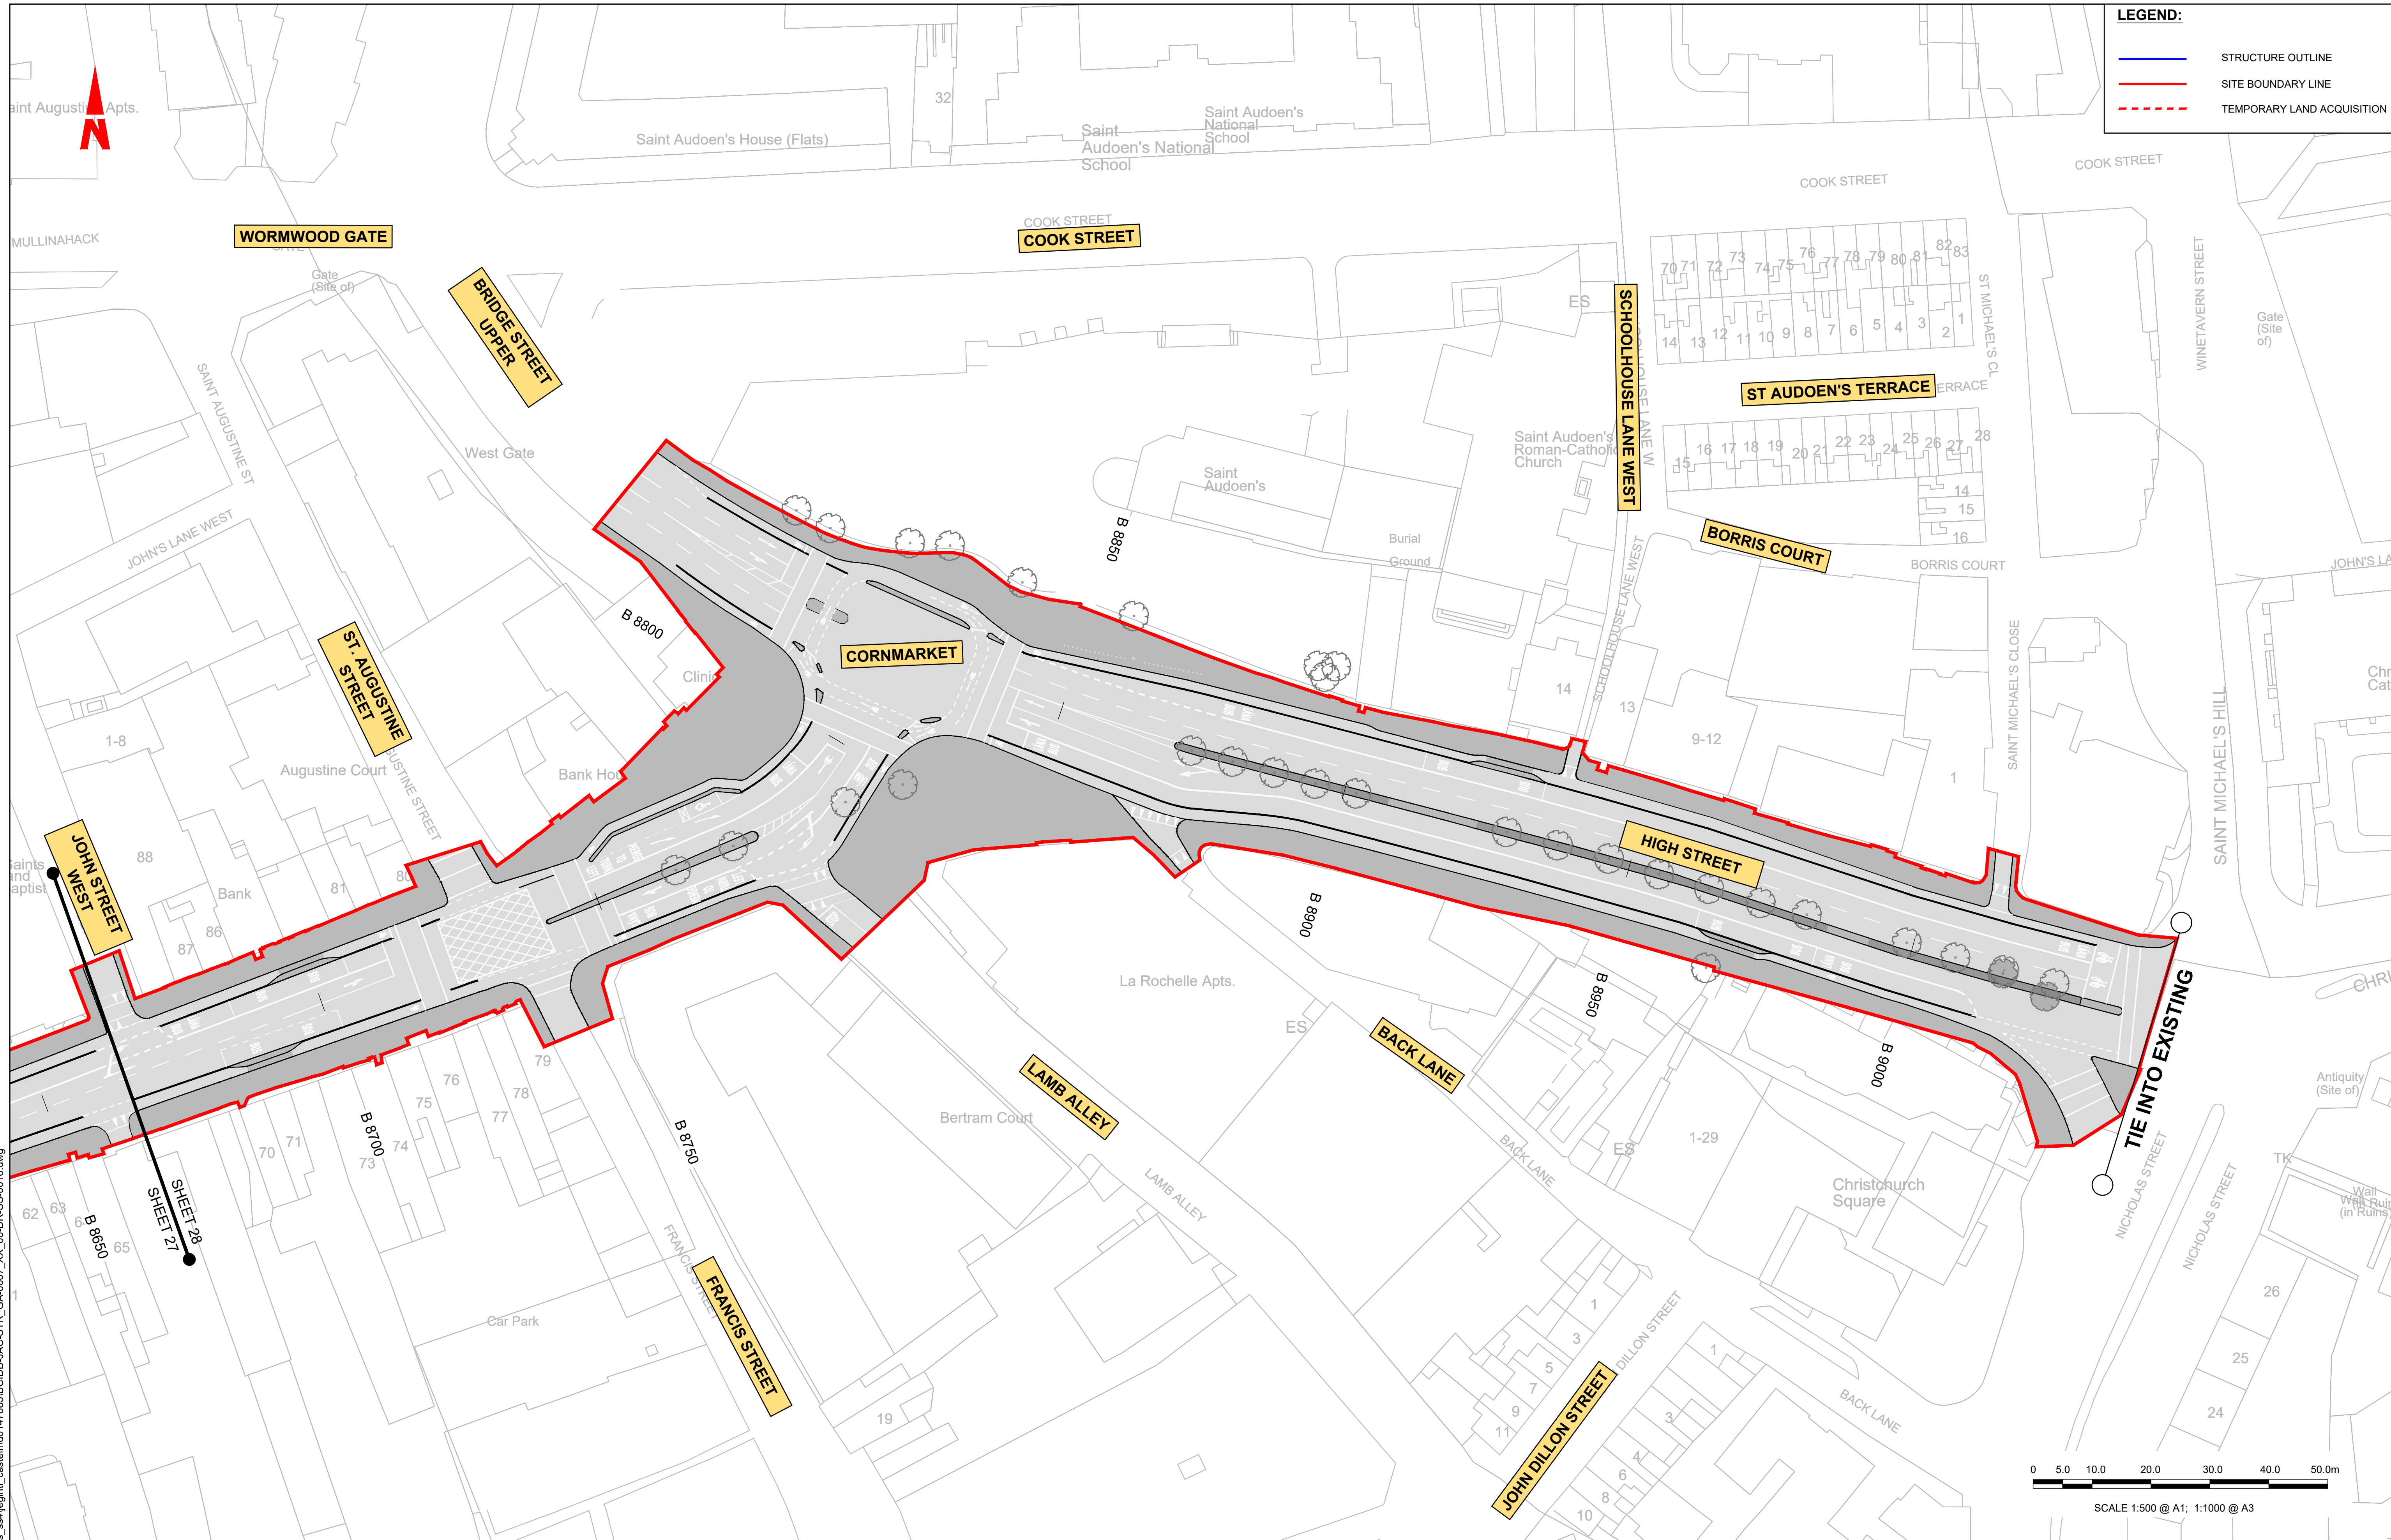 LEGEND:
STRUCTURE OUTLINE
SITE BOUNDARY LINE
TEMPORARY LAND ACQUISITION
N
32
Saint Audoen's House (Flats)
Saint
Audoen's National
School
Saint Audoen's
National
School
COOK STREET
COOK STREET
COOK STREET
COOK STREET
MULLINAHACK
WORMWOOD GATE
Gate
(Site of)
BRIDGE STREET
UPPER
West Gate
SAINT AUGUSTINE ST
JOHN'S LANE WEST
ES
SCHOOLHOUSE LANE WEST
70
71
72
73
74
75
76
77
78
79
80
81
82
83
14
13
12
11
10
9
8
7
6
5
4
3
2
1
ST MICHAEL'S CL
WINETAVERN STREET
Gate
(Site
of)
ST AUDOEN'S TERRACE
15
16
17
18
19
20
21
22
23
24
25
26
27
28
14
15
16
Saint Audoen's
Roman-Catholic
Church
Saint
Audoen's
Burial
Ground
B 8850
BORRIS COURT
BORRIS COURT
SCHOOLHOUSE LANE WEST
14
13
9-12
1
SAINT MICHAEL'S CLOSE
SAINT MICHAEL'S HILL
B 8800
Clinic
CORNMARKET
ST. AUGUSTINE
STREET
1-8
Augustine Court
88
Bank
81
80
86
87
JOHN STREET
WEST
HIGH STREET
B 8900
B 8950
B 9000
La Rochelle Apts.
ES
BACK LANE
BACK LANE
ES
1-29
Christchurch
Square
TIE INTO EXISTING
Antiquity
(Site of)
TK
Wall
(in Ruins)
NICHOLAS STREET
NICHOLAS STREET
26
25
24
LAMB ALLEY
LAMB ALLEY
Bertram Court
79
78
77
76
75
74
73
71
70
B 8700
B 8750
B 8650
62
63
65
SHEET 28
SHEET 27
FRANCIS STREET
FRANCIS STREET
Car Park
19
JOHN DILLON STREET
DILLON STREET
1
3
5
7
9
11
1
3
4
6
8
10
BACK LANE
0 5.0 10.0 20.0 30.0 40.0 50.0m
SCALE 1:500 @ A1; 1:1000 @ A3